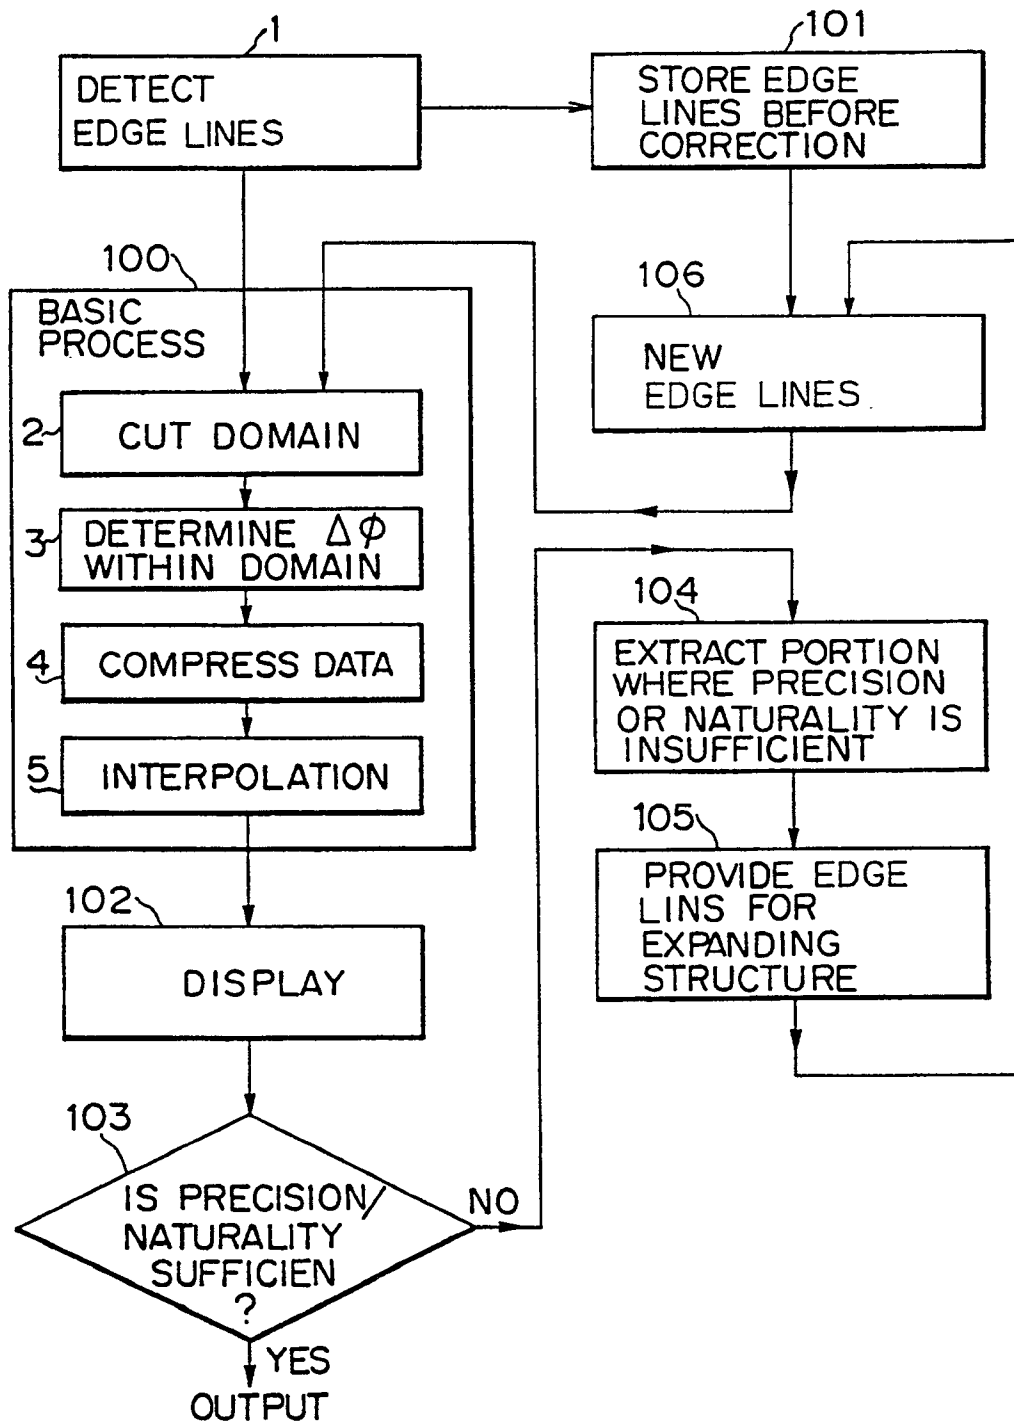 1
DETECT
EDGE LINES
101
STORE EDGE
LINES BEFORE
CORRECTION
100
BASIC
PROCESS
106
NEW
EDGE LINES
2
CUT DOMAIN
3
DETERMINE Δφ
WITHIN DOMAIN
4
COMPRESS DATA
5
INTERPOLATION
104
EXTRACT PORTION
WHERE PRECISION
OR NATURALITY IS
INSUFFICIENT
105
PROVIDE EDGE
LINS FOR
EXPANDING
STRUCTURE
102
DISPLAY
103
IS PRECISION/
NATURALITY
SUFFICIEN
?
NO
YES
OUTPUT